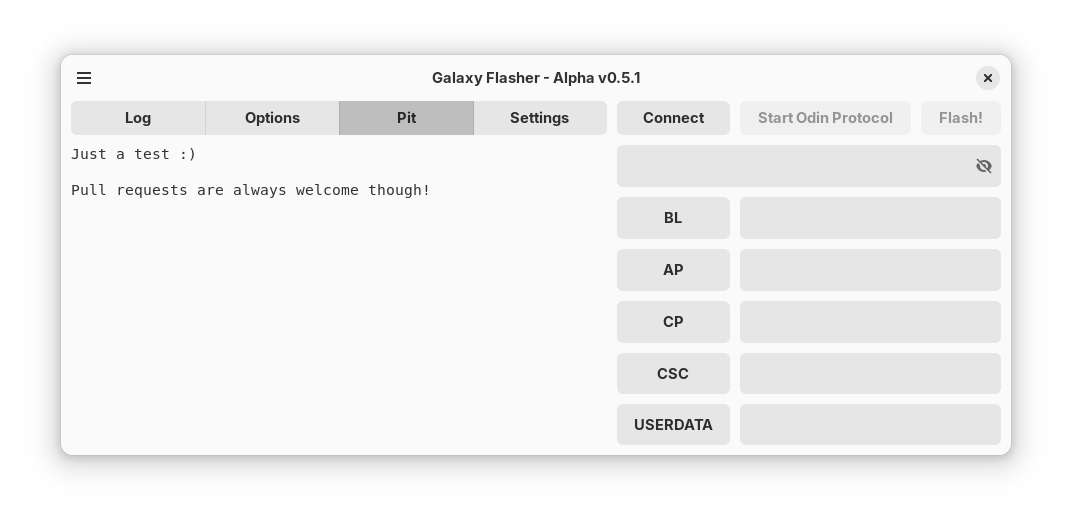 Galaxy Flasher - Alpha v0.5.1
Log Options Pit Settings Connect Start Odin Protocol Flash!
Just a test :)
Pull requests are always welcome though!
BL
AP
CP
CSC
USERDATA